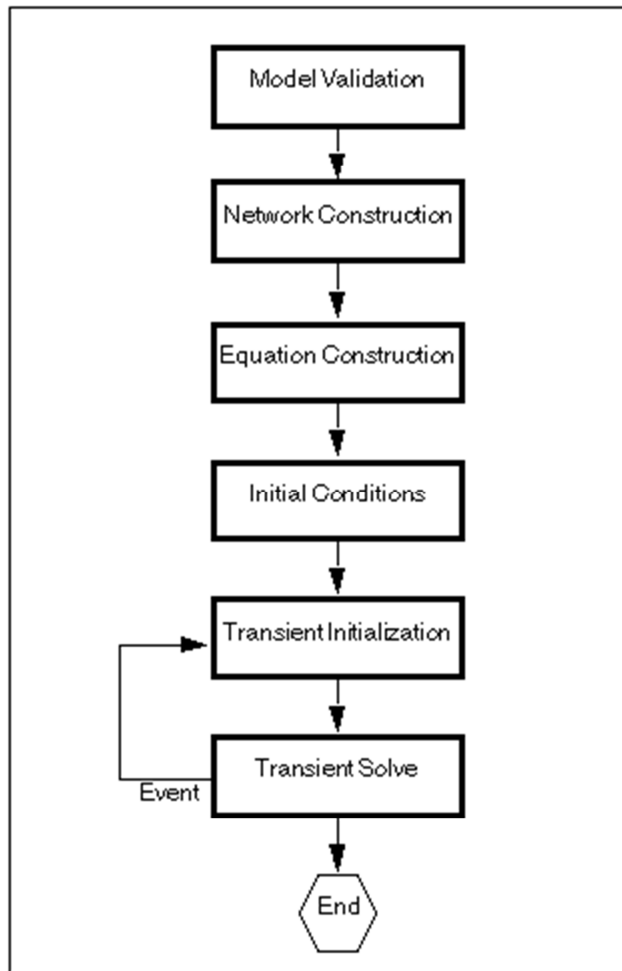 Model Validation
Network Construction
Equation Construction
Initial Conditions
Transient Initialization
Transient Solve
Event
End